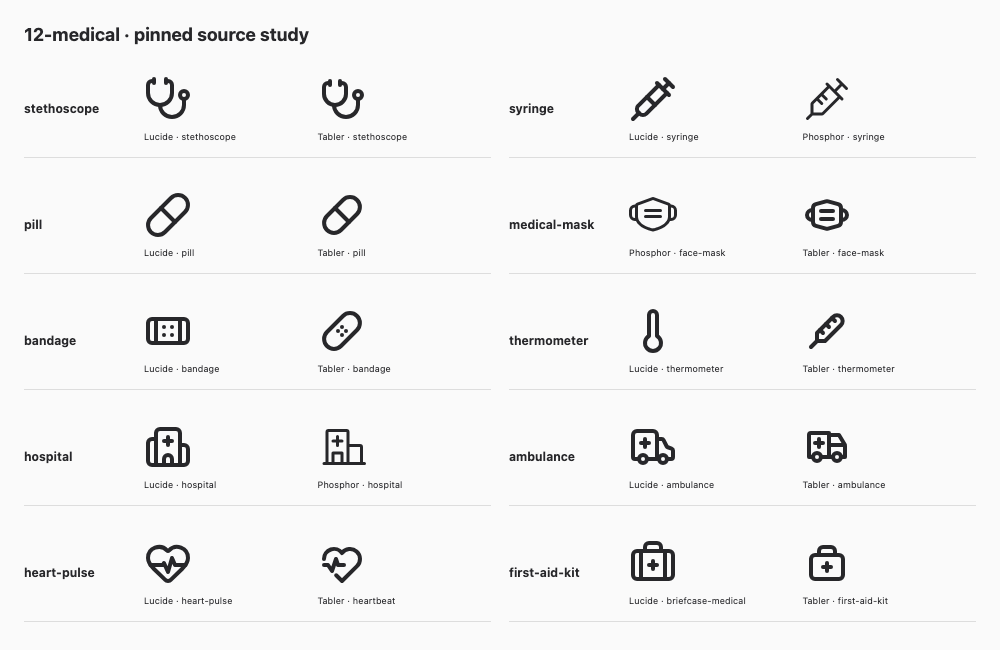 12-medical · pinned source study
stethoscope
Lucide · stethoscope
Tabler · stethoscope
syringe
Lucide · syringe
Phosphor · syringe
pill
Lucide · pill
Tabler · pill
medical-mask
Phosphor · face-mask
Tabler · face-mask
bandage
Lucide · bandage
Tabler · bandage
thermometer
Lucide · thermometer
Tabler · thermometer
hospital
Lucide · hospital
Phosphor · hospital
ambulance
Lucide · ambulance
Tabler · ambulance
heart-pulse
Lucide · heart-pulse
Tabler · heartbeat
first-aid-kit
Lucide · briefcase-medical
Tabler · first-aid-kit